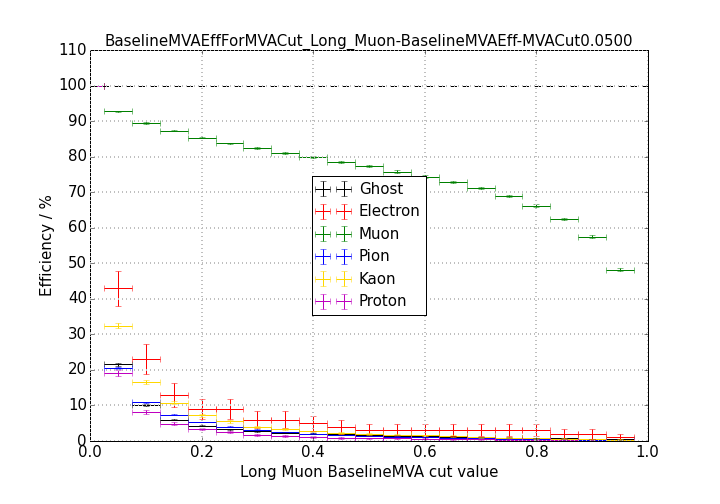 BaselineMVAEffForMVACut_Long_Muon-BaselineMVAEff-MVACut0.0500
110
100
90
80
70
60
50
40
30
20
10
0
Efficiency / %
Ghost
Electron
Muon
Pion
Kaon
Proton
0.0 0.2 0.4 0.6 0.8 1.0
Long Muon BaselineMVA cut value